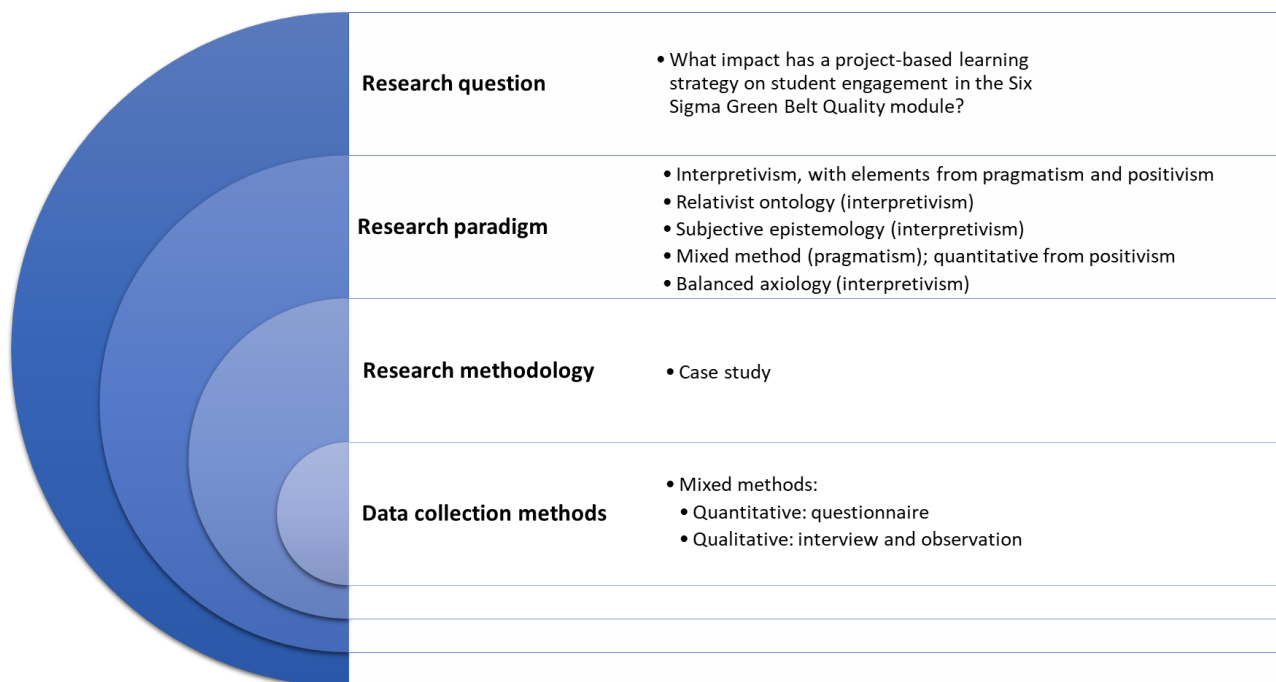 Research question
• What impact has a project-based learning
strategy on student engagement in the Six
Sigma Green Belt Quality module?
Research paradigm
• Interpretivism, with elements from pragmatism and positivism
• Relativist ontology (interpretivism)
• Subjective epistemology (interpretivism)
• Mixed method (pragmatism); quantitative from positivism
• Balanced axiology (interpretivism)
Research methodology
• Case study
Data collection methods
• Mixed methods:
• Quantitative: questionnaire
• Qualitative: interview and observation